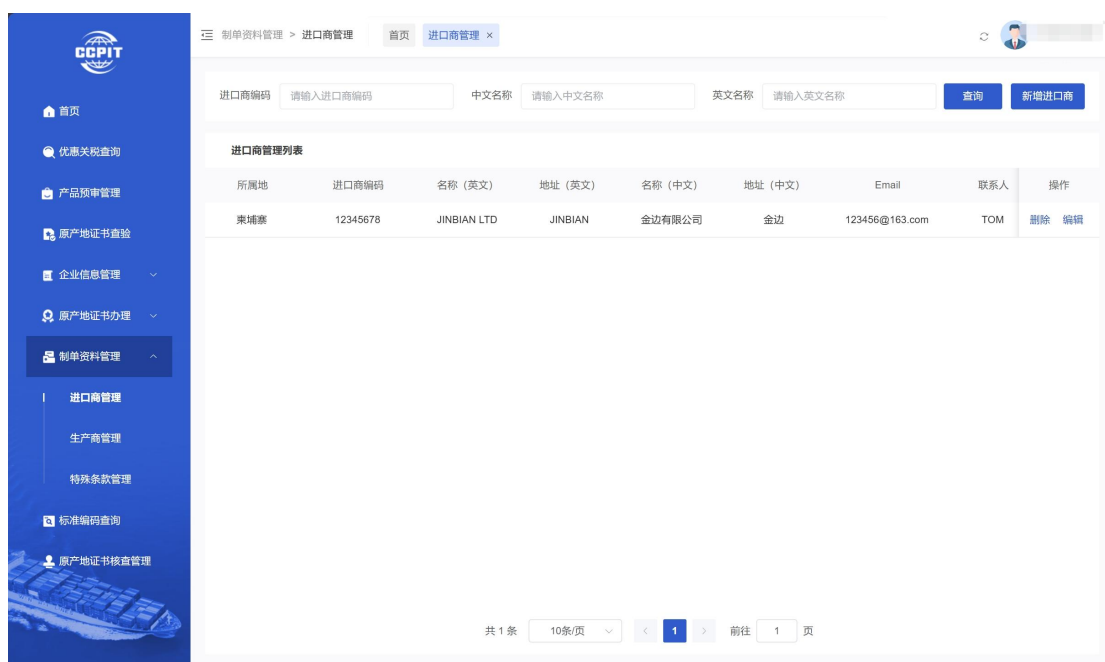 CCPIT
首页
优惠关税查询
产品预审管理
原产地证书查验
企业信息管理
原产地证书办理
制单资料管理
进口商管理
生产商管理
特殊条款管理
标准编码查询
原产地证书核查管理
制单资料管理 > 进口商管理 首页 进口商管理 ×
进口商编码 请输入进口商编码 中文名称 请输入中文名称 英文名称 请输入英文名称 查询 新增进口商
进口商管理列表
所属地 进口商编码 名称（英文） 地址（英文） 名称（中文） 地址（中文） Email 联系人 操作
柬埔寨 12345678 JINBIAN LTD JINBIAN 金边有限公司 金边 123456@163.com TOM 删除 编辑
共 1 条 10条/页 < 1 > 前往 1 页